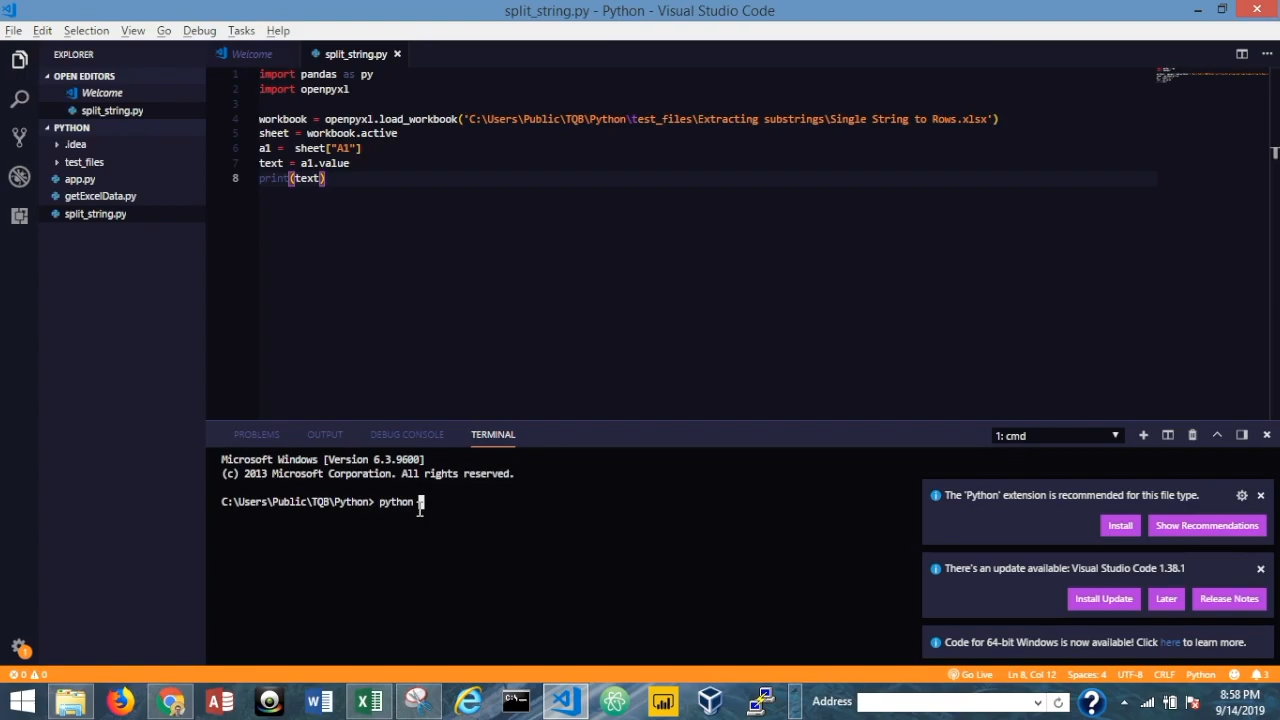 split_string.py - Python - Visual Studio Code
File Edit Selection View Go Debug Tasks Help
EXPLORER
OPEN EDITORS
Welcome
split_string.py
PYTHON
.idea
test_files
app.py
getExcelData.py
split_string.py
Welcome split_string.py
1 import pandas as py
2 import openpyxl
3
4 workbook = openpyxl.load_workbook('C:\Users\Public\TQB\Python\test_files\Extracting substrings\Single String to Rows.xlsx')
5 sheet = workbook.active
6 a1 = sheet["A1"]
7 text = a1.value
8 print(text)
PROBLEMS OUTPUT DEBUG CONSOLE TERMINAL
1: cmd
Microsoft Windows [Version 6.3.9600]
(c) 2013 Microsoft Corporation. All rights reserved.
C:\Users\Public\TQB\Python> python
The 'Python' extension is recommended for this file type.
Install Show Recommendations
There's an update available: Visual Studio Code 1.38.1
Install Update Later Release Notes
Code for 64-bit Windows is now available! Click here to learn more.
0 0
Go Live Ln 8, Col 12 Spaces: 4 UTF-8 CRLF Python 3
Address
8:58 PM
9/14/2019